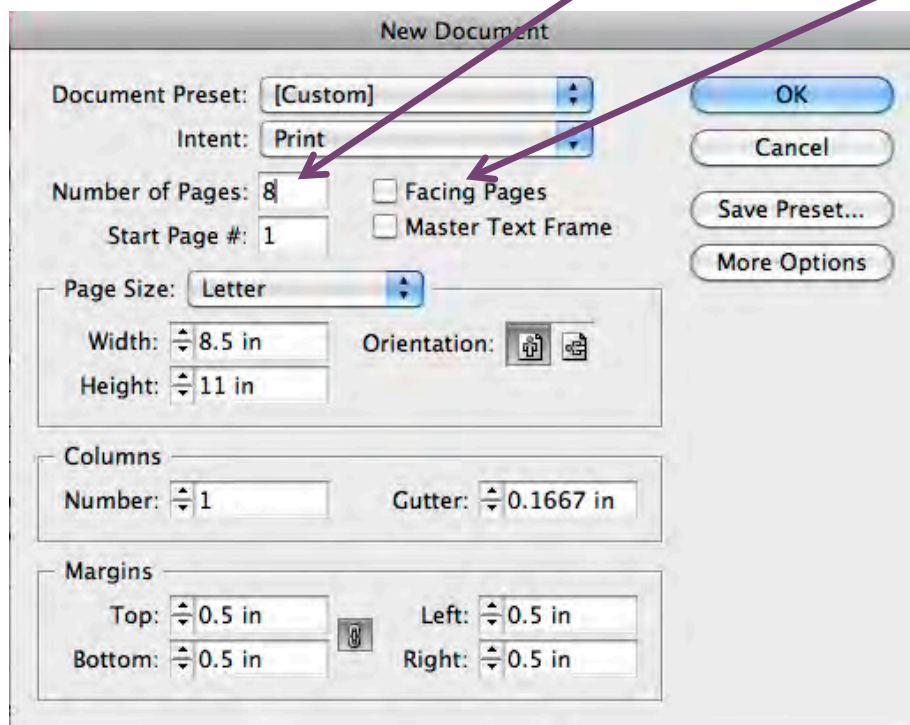 New Document
Document Preset: [Custom]
OK
Intent: Print
Cancel
Number of Pages: 8
Facing Pages
Save Preset...
Start Page #: 1
Master Text Frame
More Options
Page Size: Letter
Width: 8.5 in
Orientation:
Height: 11 in
Columns
Number: 1
Gutter: 0.1667 in
Margins
Top: 0.5 in
Left: 0.5 in
Bottom: 0.5 in
Right: 0.5 in